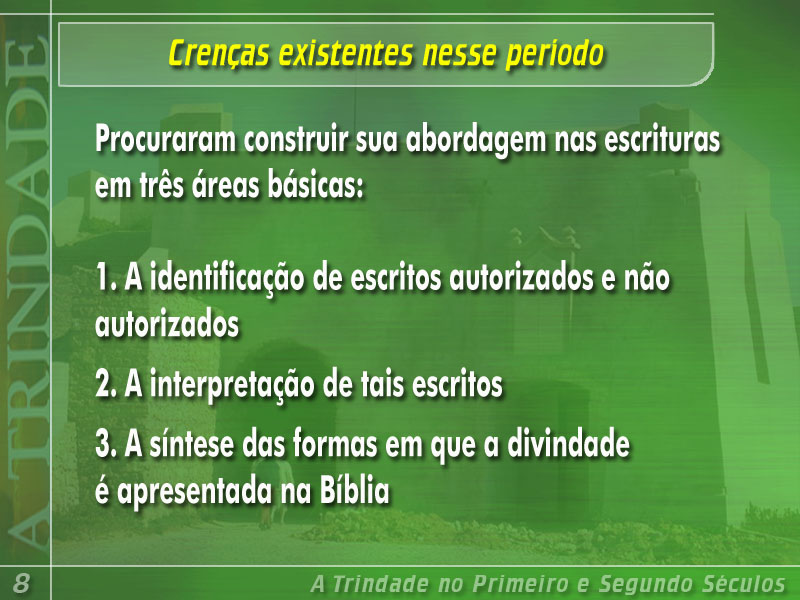 Crenças existentes nesse período
Procuraram construir sua abordagem nas escrituras
em três áreas básicas:
1. A identificação de escritos autorizados e não
autorizados
2. A interpretação de tais escritos
3. A síntese das formas em que a divindade
é apresentada na Bíblia
A TRINDADE
8
A Trindade no Primeiro e Segundo Séculos